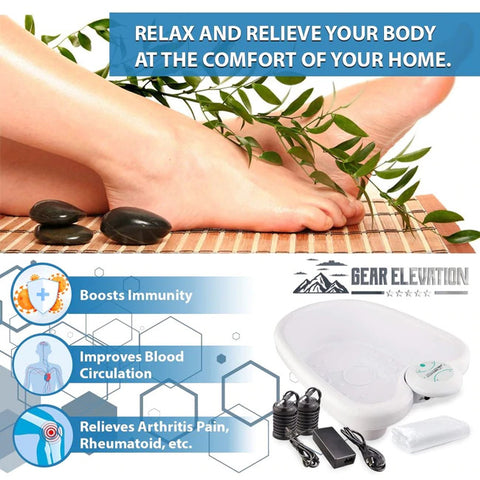 RELAX AND RELIEVE YOUR BODY
AT THE COMFORT OF YOUR HOME.
GEAR ELEVATION
Boosts Immunity
Improves Blood
Circulation
Relieves Arthritis Pain,
Rheumatoid, etc.